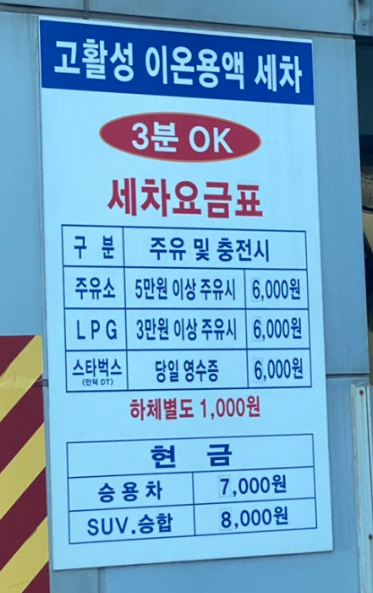 고활성 이온용액 세차
3분 OK
세차요금표
구 분 주유 및 충전시
주유소 5만원 이상 주유시 6,000원
LPG 3만원 이상 주유시 6,000원
스타벅스 당일 영수증 6,000원
(만덕 DT)
하체별도 1,000원
현 금
승용차 7,000원
SUV.승합 8,000원